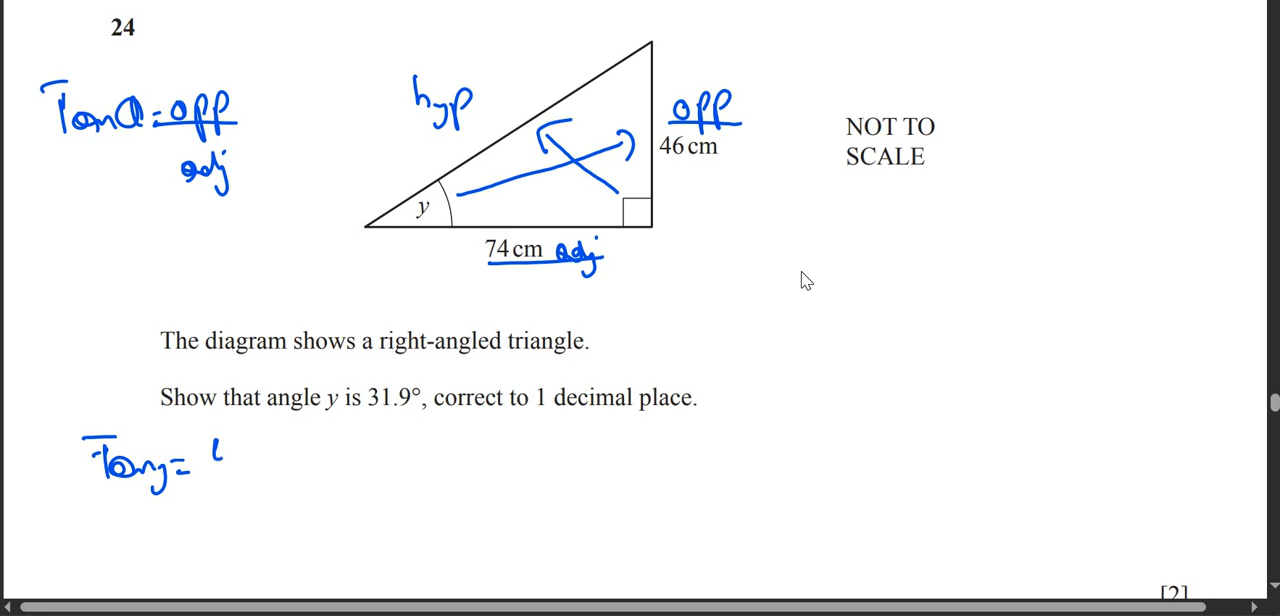 24
Tanθ = opp
adj
hyp
opp
46 cm
NOT TO
SCALE
y
74 cm adj
The diagram shows a right-angled triangle.
Show that angle y is 31.9°, correct to 1 decimal place.
Tan y =
[2]